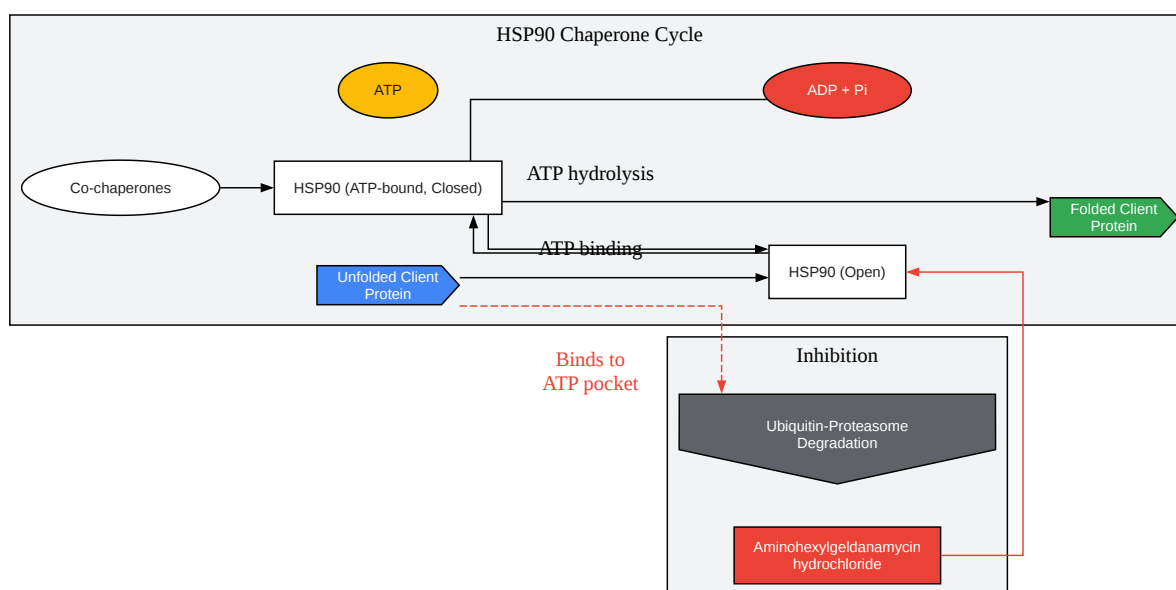 HSP90 Chaperone Cycle
ATP
ADP + Pi
Co-chaperones
HSP90 (ATP-bound, Closed)
ATP hydrolysis
Folded Client
Protein
ATP binding
HSP90 (Open)
Unfolded Client
Protein
Binds to
ATP pocket
Inhibition
Ubiquitin-Proteasome
Degradation
Aminohexylgeldanamycin
hydrochloride